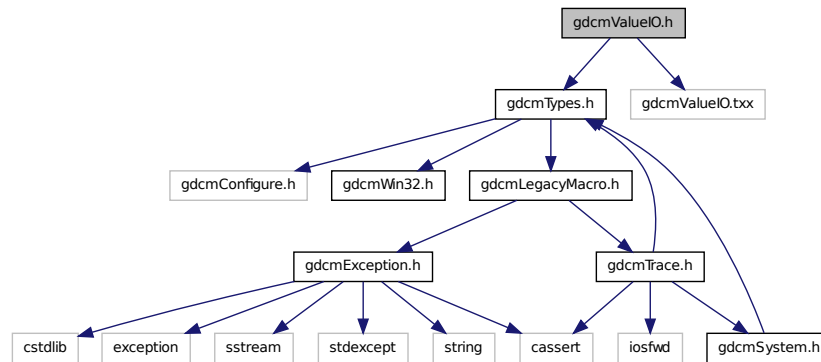 gdcmValueIO.h
gdcmTypes.h
gdcmValueIO.txx
gdcmConfigure.h
gdcmWin32.h
gdcmLegacyMacro.h
gdcmException.h
gdcmTrace.h
cstdlib
exception
sstream
stdexcept
string
cassert
iosfwd
gdcmSystem.h